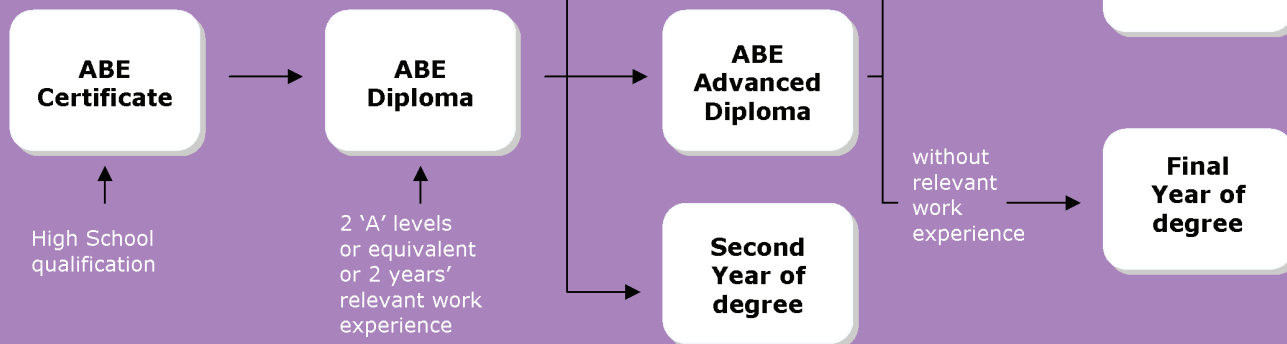 ABE
Certificate
ABE
Diploma
ABE
Advanced
Diploma
High School
qualification
2 ‘A’ levels
or equivalent
or 2 years’
relevant work
experience
Second
Year of
degree
without
relevant
work
experience
Final
Year of
degree